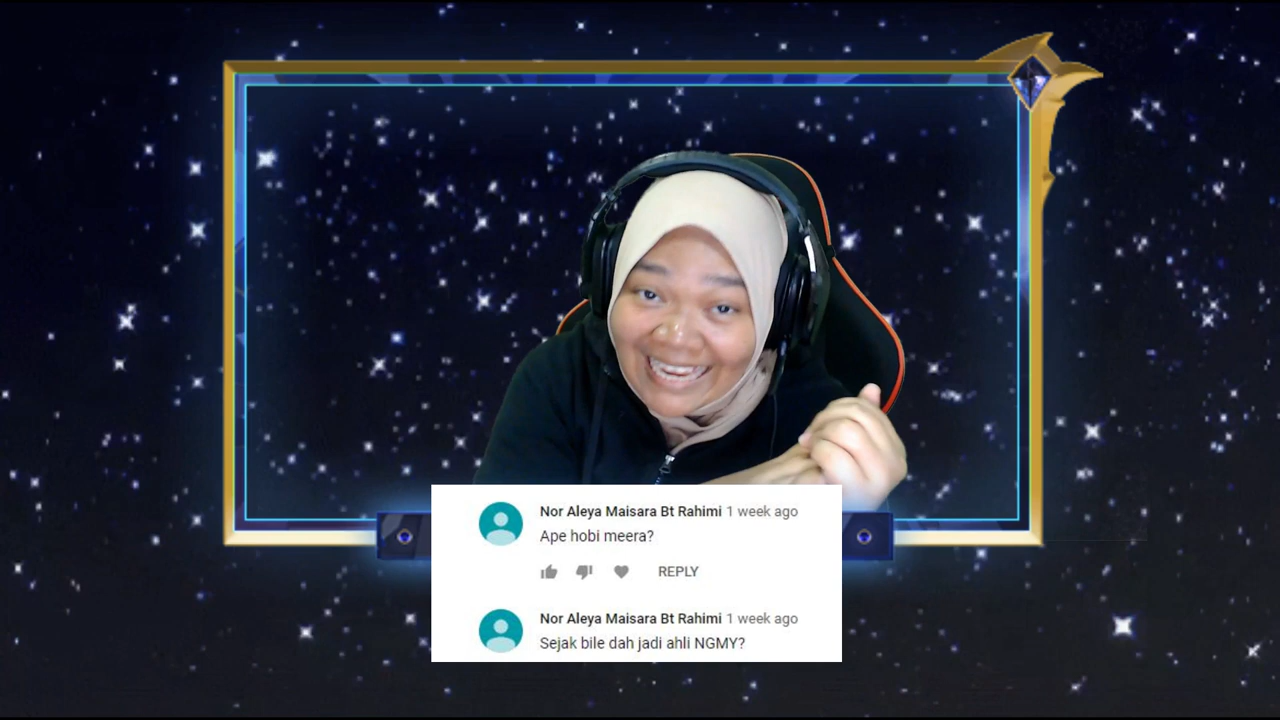 Nor Aleya Maisara Bt Rahimi 1 week ago
Ape hobi meera?
REPLY
Nor Aleya Maisara Bt Rahimi 1 week ago
Sejak bile dah jadi ahli NGMY?